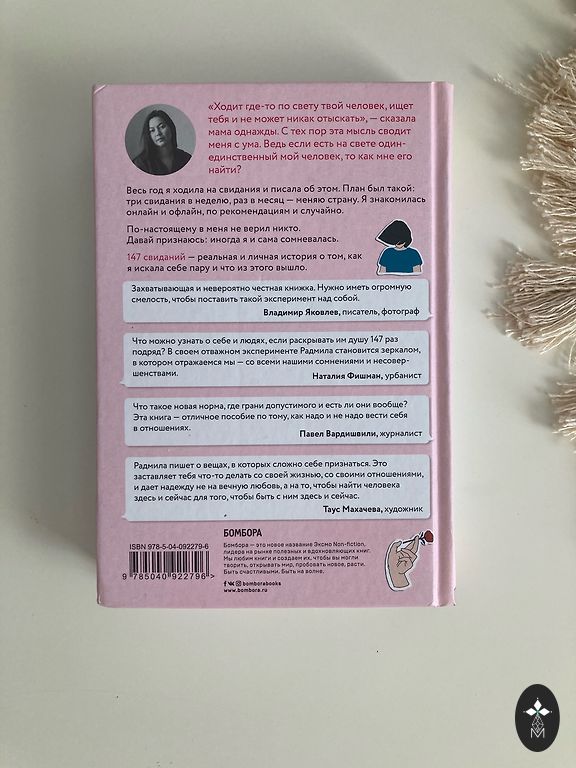 «Ходит где-то по свету твой человек, ищет
тебя и не может никак отыскать», — сказала
мама однажды. С тех пор эта мысль сводит
меня с ума. Ведь если есть на свете один-
единственный мой человек, то как мне его
найти?
Весь год я ходила на свидания и писала об этом. План был такой:
три свидания в неделю, раз в месяц — меняю страну. Я знакомилась
онлайн и офлайн, по рекомендациям и случайно.
По-настоящему в меня не верил никто.
Давай признаюсь: иногда я и сама сомневалась.
147 свиданий — реальная и личная история о том, как
я искала себе пару и что из этого вышло.
Захватывающая и невероятно честная книжка. Нужно иметь огромную
смелость, чтобы поставить такой эксперимент над собой.
Владимир Яковлев, писатель, фотограф
Что можно узнать о себе и людях, если раскрывать им душу 147 раз
подряд? В своем отважном эксперименте Радмила становится зеркалом,
в котором отражаемся мы — со всеми нашими сомнениями и несовер-
шенствами.
Наталия Фишман, урбанист
Что такое новая норма, где грани допустимого и есть ли они вообще?
Эта книга — отличное пособие по тому, как надо и не надо вести себя
в отношениях.
Павел Вардишвили, журналист
Радмила пишет о вещах, в которых сложно себе признаться. Это
заставляет тебя что-то делать со своей жизнью, со своими отношениями,
и дает надежду не на вечную любовь, а на то, чтобы найти человека
здесь и сейчас для того, чтобы быть с ним здесь и сейчас.
Таус Махачева, художник
ISBN 978-5-04-092279-6
9 785040 922796 >
БОМБОРА
Бомбора — это новое название Эксмо Non-fiction,
лидера на рынке полезных и вдохновляющих книг.
Мы любим книги и создаем их, чтобы вы могли
творить, открывать мир, пробовать новое, расти.
Быть счастливыми. Быть на волне.
bomborabooks
www.bombora.ru
M